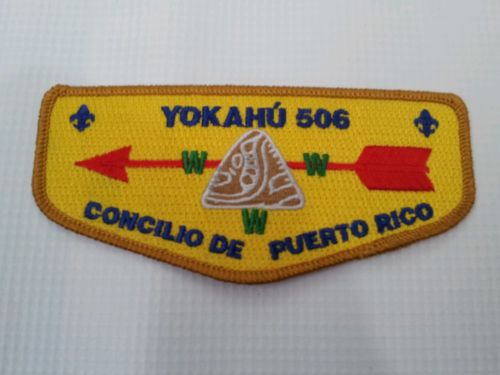 YOKAHÚ 506
W W
W
CONCILIO DE PUERTO RICO